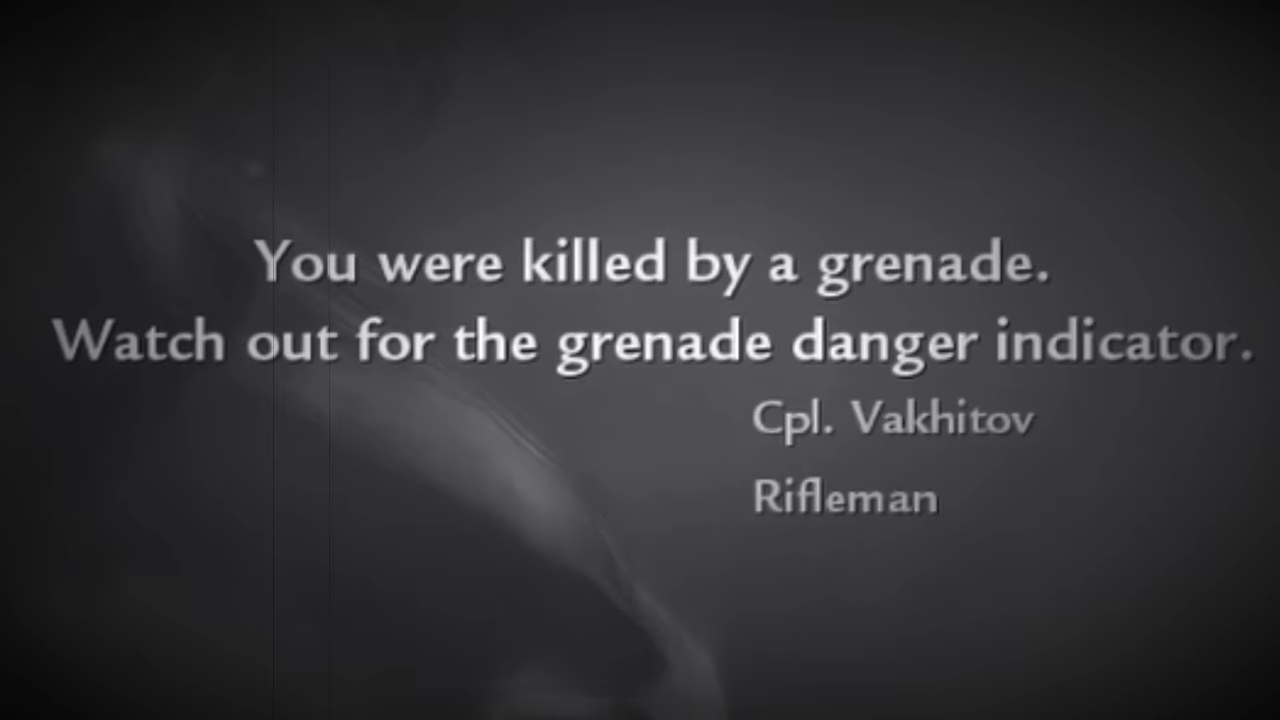 You were killed by a grenade.
Watch out for the grenade danger indicator.
Cpl. Vakhitov
Rifleman